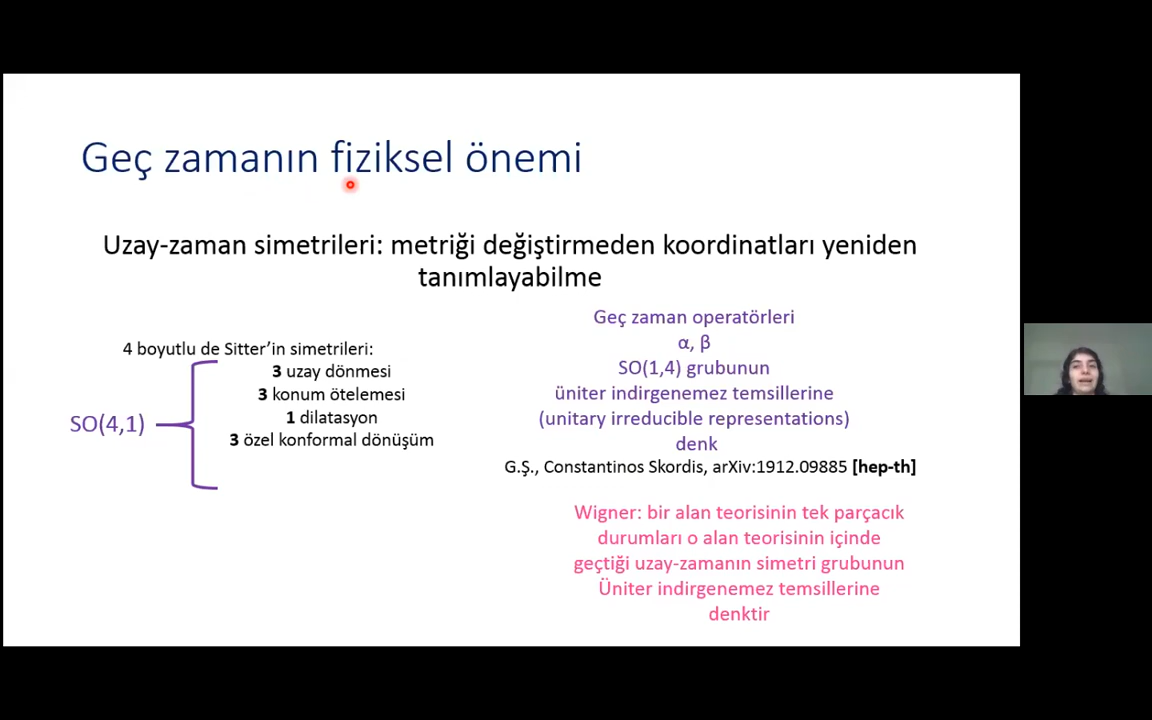 Geç zamanın fiziksel önemi
Uzay-zaman simetrileri: metriği değiştirmeden koordinatları yeniden
tanımlayabilme
4 boyutlu de Sitter’in simetrileri:
3 uzay dönmesi
3 konum ötelemesi
1 dilatasyon
3 özel konformal dönüşüm
SO(4,1)
Geç zaman operatörleri
α, β
SO(1,4) grubunun
üniter indirgenemez temsillerine
(unitary irreducible representations)
denk
G.Ş., Constantinos Skordis, arXiv:1912.09885 [hep-th]
Wigner: bir alan teorisinin tek parçacık
durumları o alan teorisinin içinde
geçtiği uzay-zamanın simetri grubunun
Üniter indirgenemez temsillerine
denktir